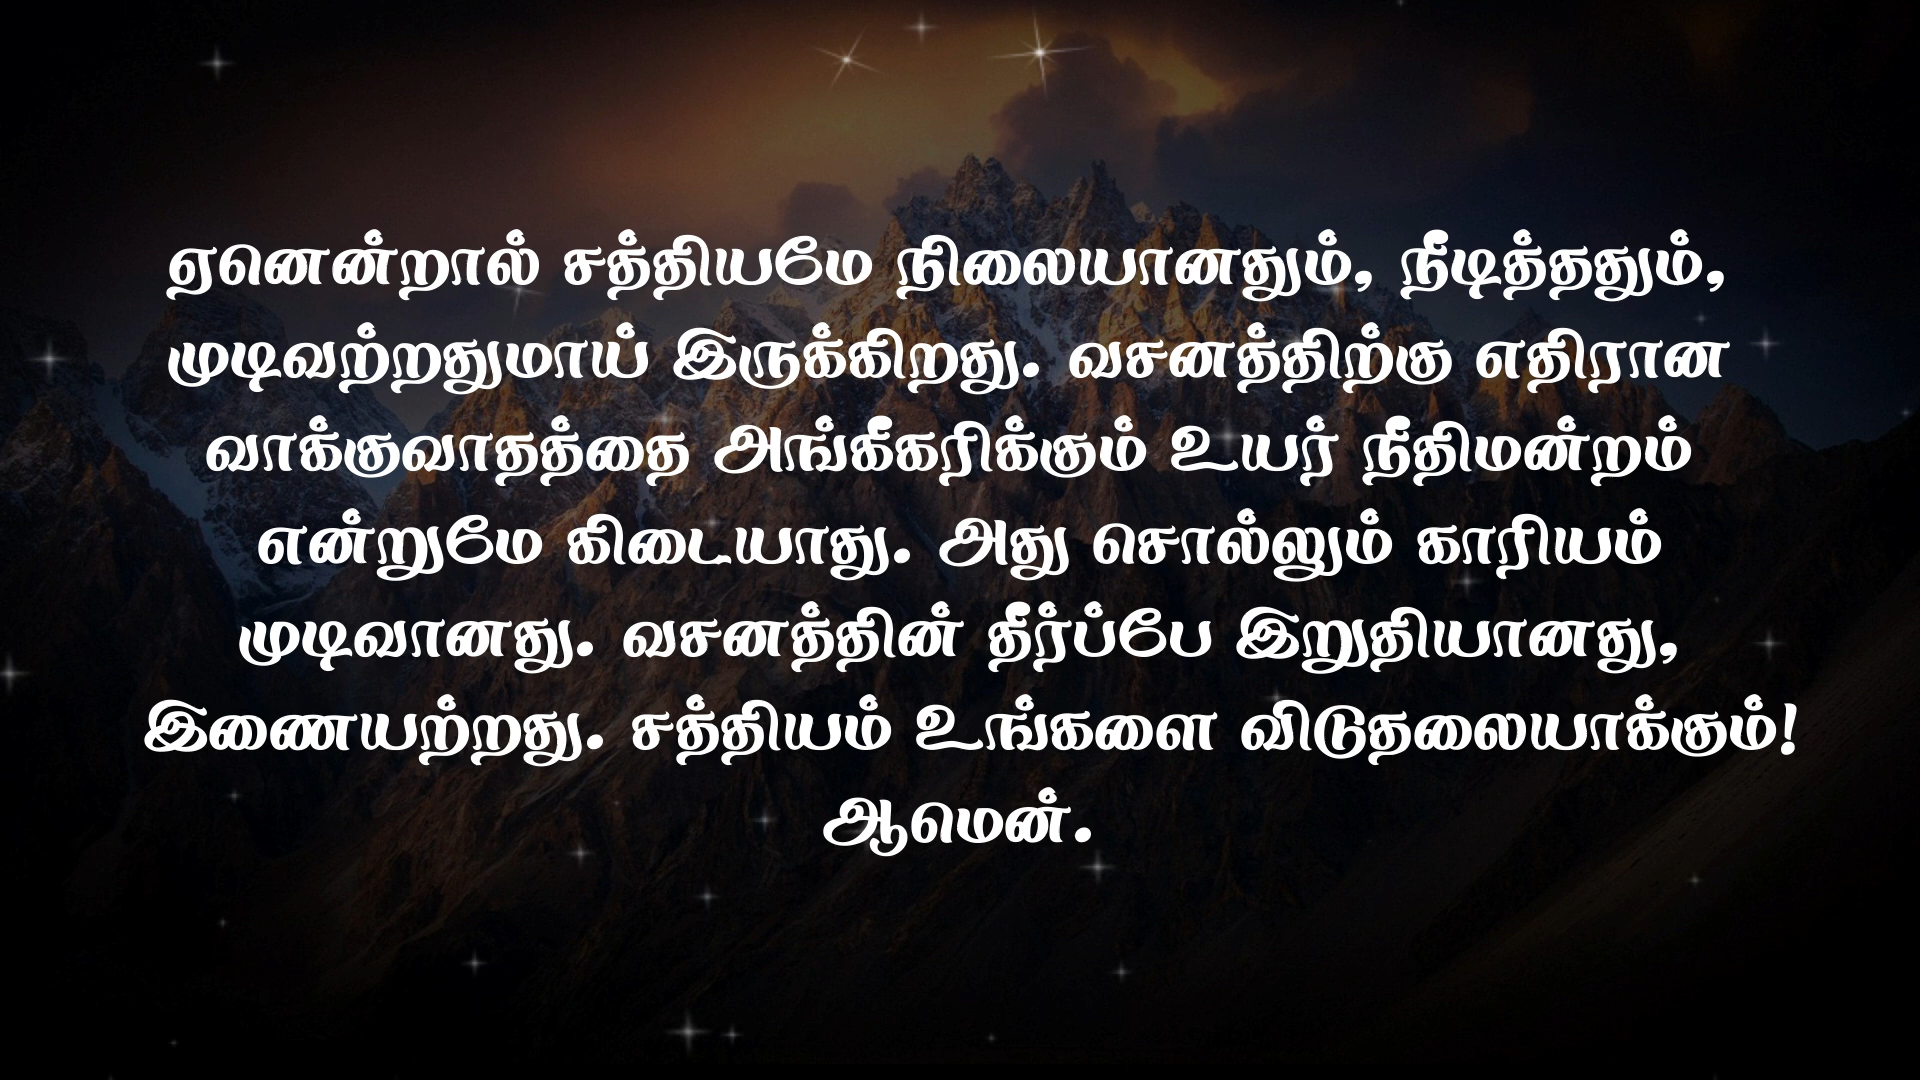 ஏனென்றால் சத்தியமே நிலையானதும், நீடித்ததும்,
முடிவற்றதுமாய் இருக்கிறது. வசனத்திற்கு எதிரான
வாக்குவாதத்தை அங்கீகரிக்கும் உயர் நீதிமன்றம்
என்றுமே கிடையாது. அது சொல்லும் காரியம்
முடிவானது. வசனத்தின் தீர்ப்பே இறுதியானது,
இணையற்றது. சத்தியம் உங்களை விடுதலையாக்கும்!
ஆமென்.